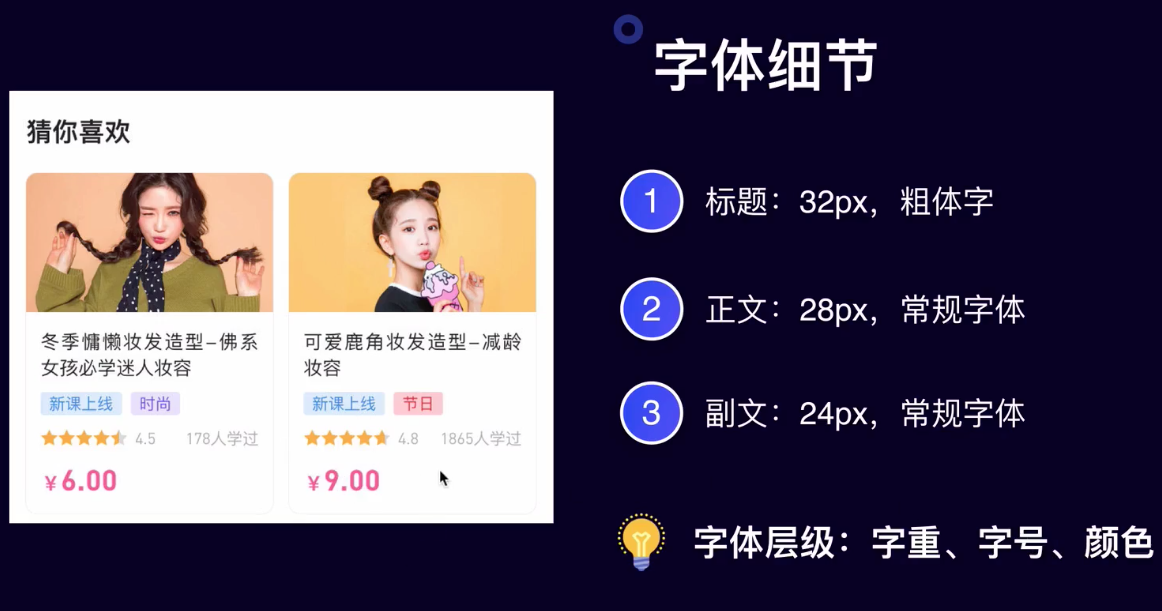 字体细节
猜你喜欢
冬季慵懒妆发造型-佛系
女孩必学迷人妆容
新课上线 时尚
4.5 178人学过
¥6.00
可爱鹿角妆发造型-减龄
妆容
新课上线 节日
4.8 1865人学过
¥9.00
1 标题：32px，粗体字
2 正文：28px，常规字体
3 副文：24px，常规字体
字体层级：字重、字号、颜色